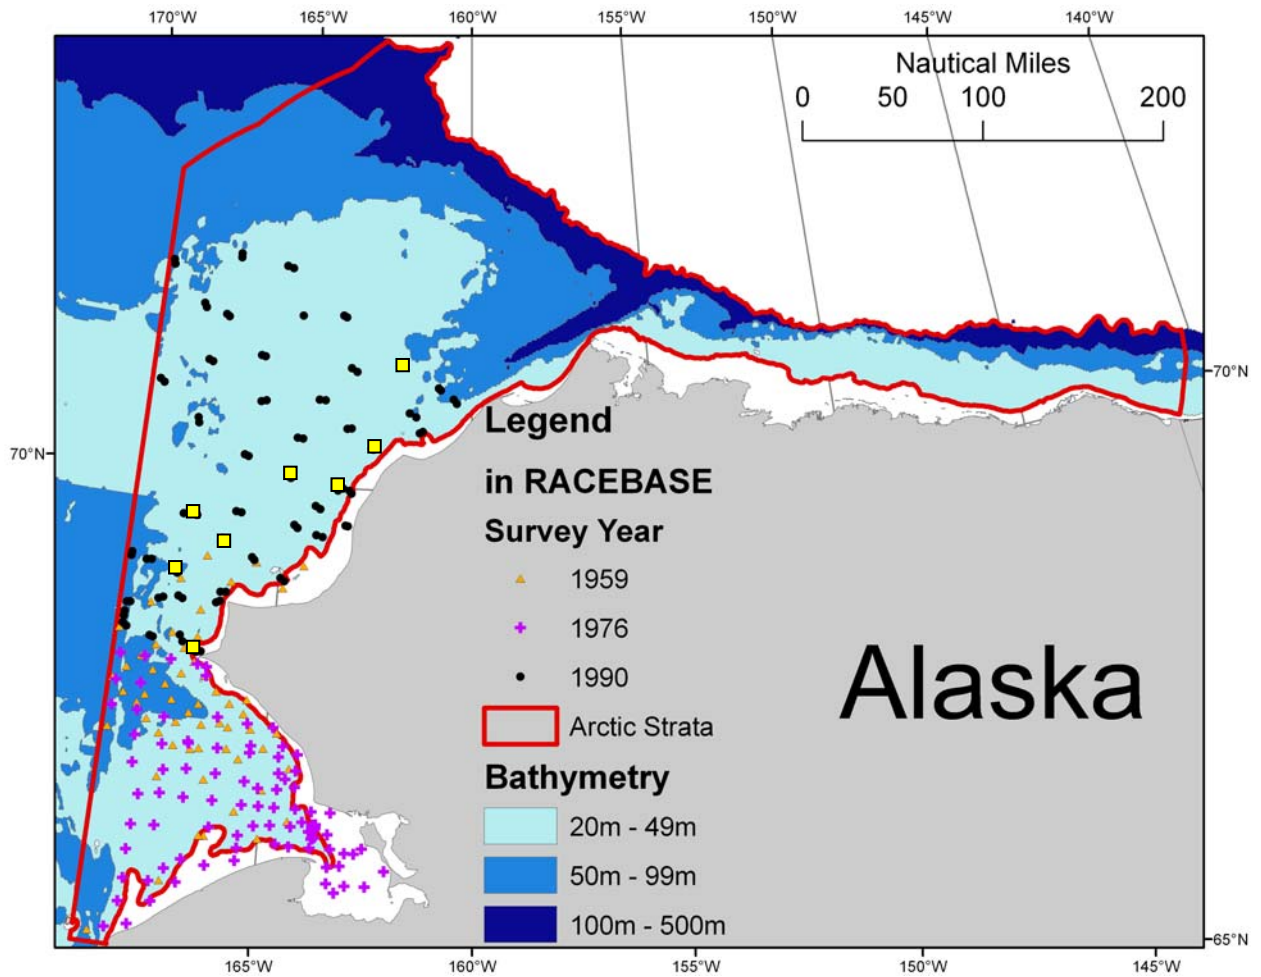 170°W 165°W 160°W 155°W 150°W 145°W 140°W
Nautical Miles
0 50 100 200
70°N
70°N
Legend
in RACEBASE
Survey Year
1959
1976
1990
Arctic Strata
Bathymetry
20m - 49m
50m - 99m
100m - 500m
Alaska
65°N
165°W 160°W 155°W 150°W 145°W